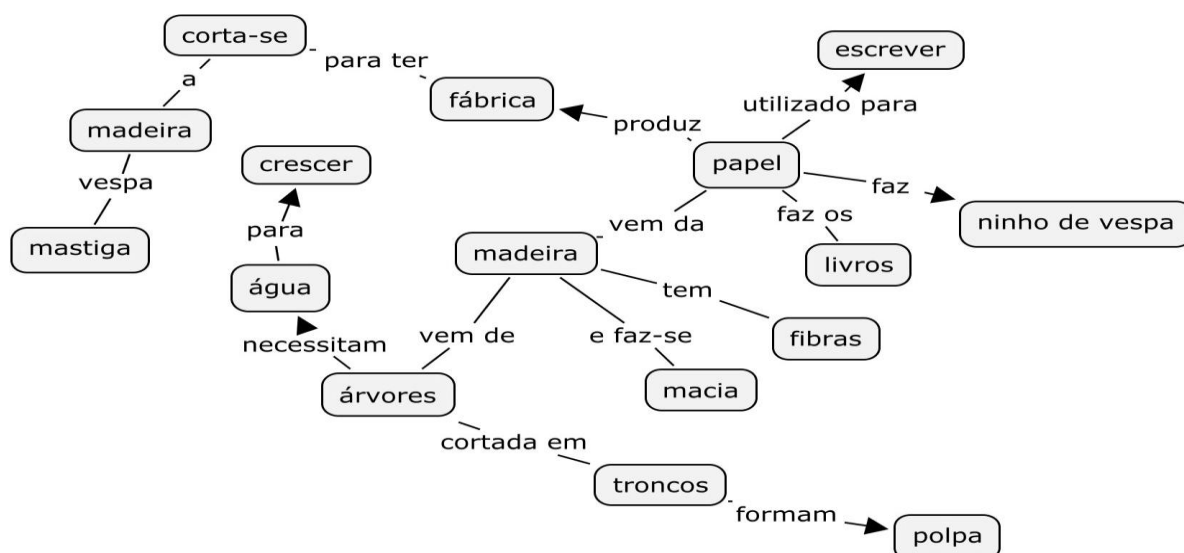 corta-se
escrever
para ter
a
fábrica
utilizado para
madeira
produz
crescer
papel
vespa
faz
mastiga
para
vem da
faz os
ninho de vespa
madeira
livros
água
tem
necessitam
vem de
e faz-se
fibras
árvores
macia
cortada em
troncos
formam
polpa